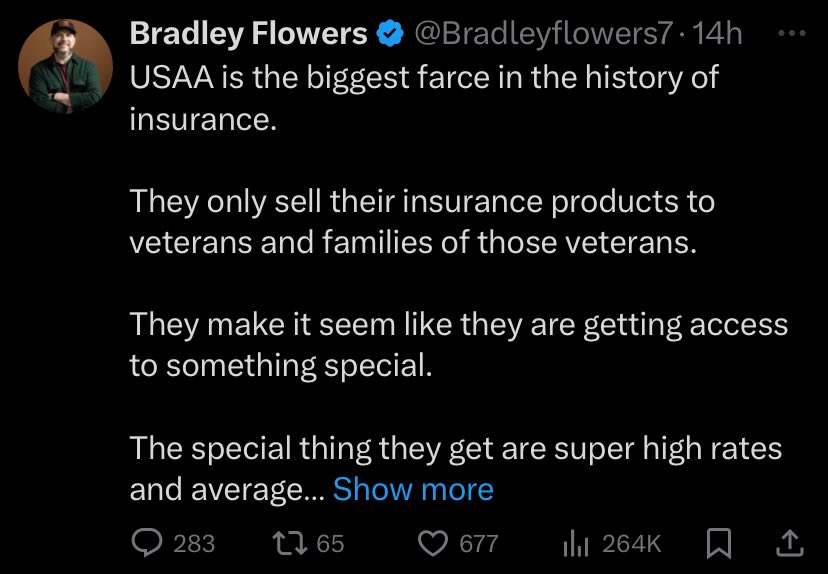 Bradley Flowers @Bradleyflowers7 · 14h
USAA is the biggest farce in the history of
insurance.
They only sell their insurance products to
veterans and families of those veterans.
They make it seem like they are getting access
to something special.
The special thing they get are super high rates
and average... Show more
283 65 677 264K